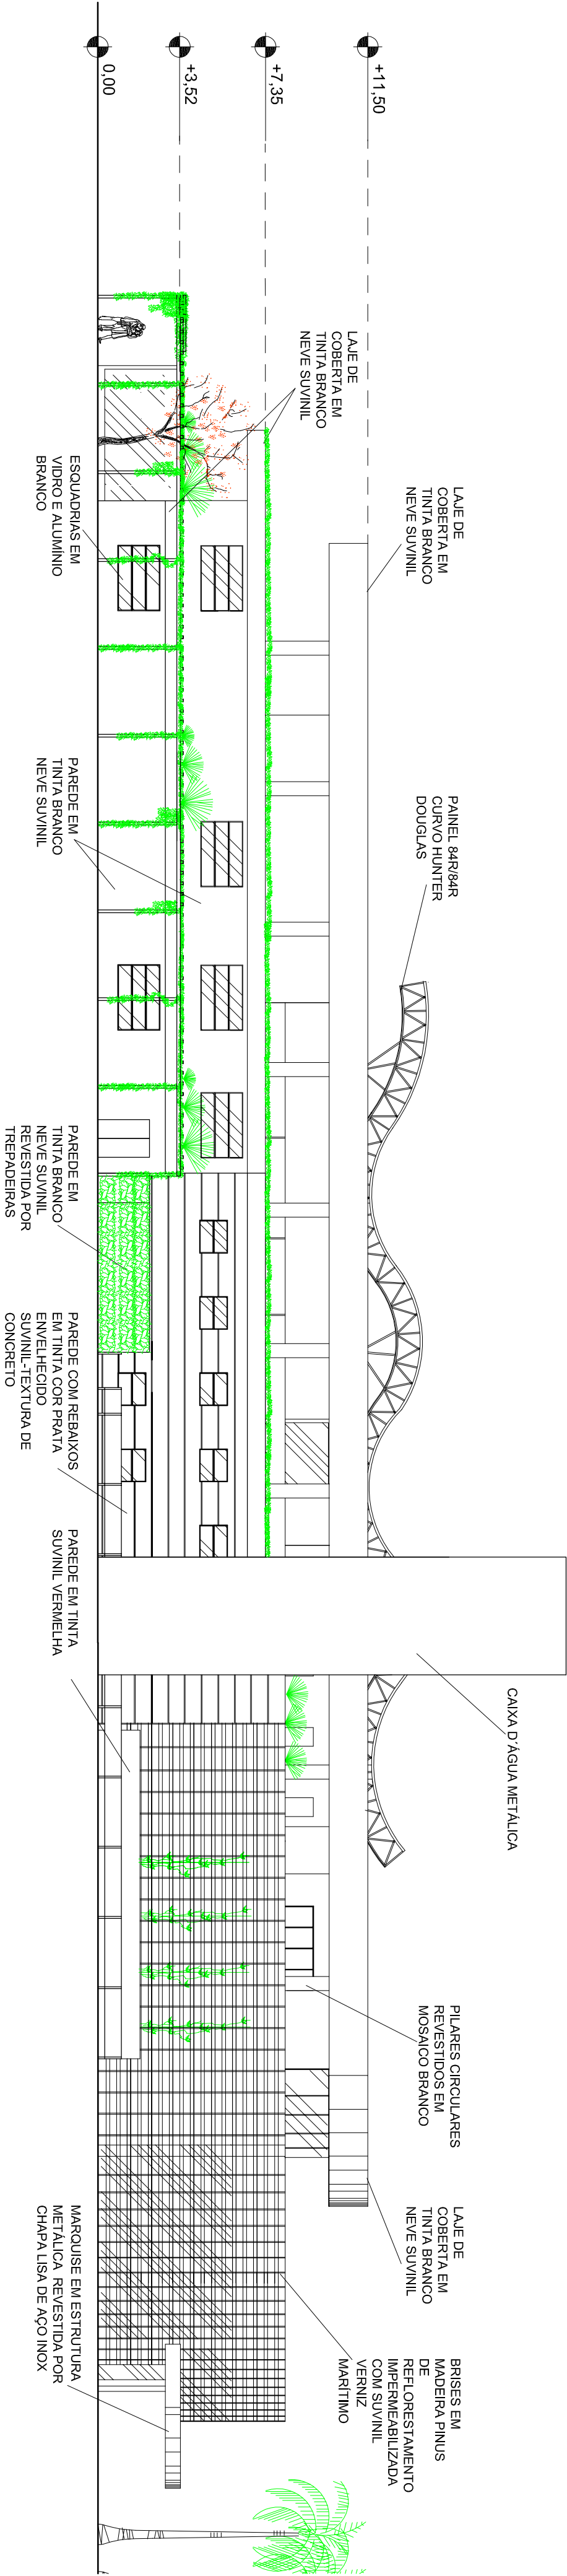 +11,50
+7,35
+3,52
0,00
LAJE DE
COBERTA EM
TINTA BRANCO
NEVE SUVINIL
LAJE DE
COBERTA EM
TINTA BRANCO
NEVE SUVINIL
PAINEL 84R/84R
CURVO HUNTER
DOUGLAS
CAIXA D'ÁGUA METÁLICA
PILARES CIRCULARES
REVESTIDOS EM
MOSAICO BRANCO
LAJE DE
COBERTA EM
TINTA BRANCO
NEVE SUVINIL
BRISES EM
MADEIRA PINUS
DE
REFLORESTAMENTO
IMPERMEABILIZADA
COM SUVINIL
VERNIZ
MARÍTIMO
ESQUADRIAS EM
VIDRO E ALUMÍNIO
BRANCO
PAREDE EM
TINTA BRANCO
NEVE SUVINIL
PAREDE EM
TINTA BRANCO
NEVE SUVINIL
REVESTIDA POR
TREPADEIRAS
PAREDE COM REBAIXOS
EM TINTA COR PRATA
ENVELHECIDO
SUVINIL-TEXTURA DE
CONCRETO
PAREDE EM TINTA
SUVINIL VERMELHA
MARQUISE EM ESTRUTURA
METÁLICA REVESTIDA POR
CHAPA LISA DE AÇO INOX